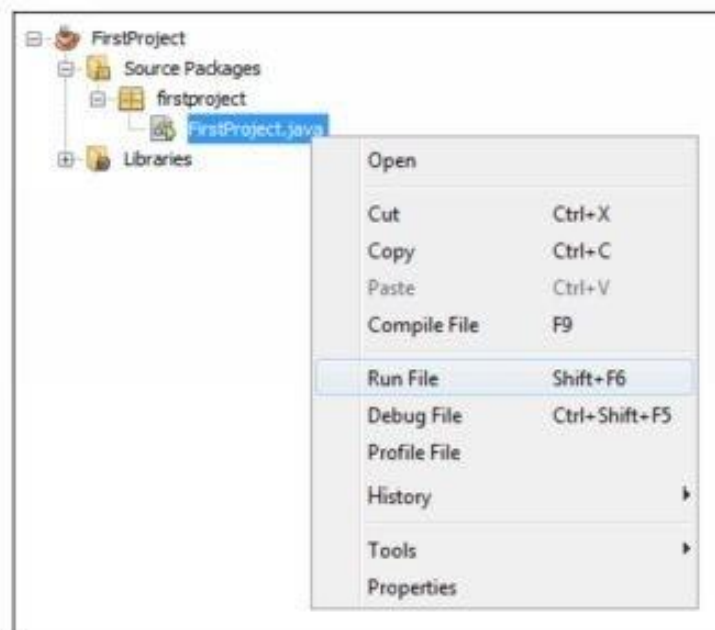 FirstProject
Source Packages
firstproject
FirstProject.java
Libraries
Open
Cut Ctrl+X
Copy Ctrl+C
Paste Ctrl+V
Compile File F9
Run File Shift+F6
Debug File Ctrl+Shift+F5
Profile File
History
Tools
Properties